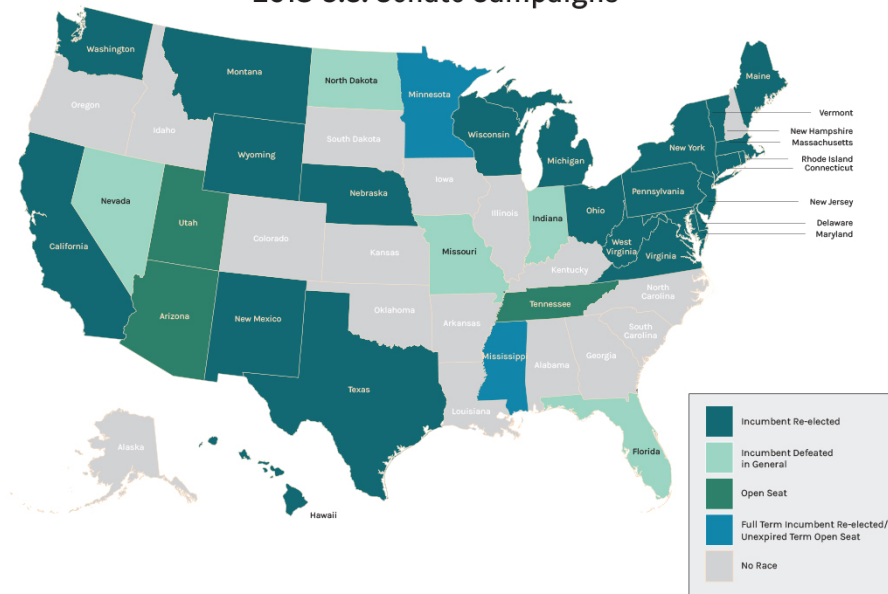 2018 U.S. Senate Campaigns
Washington
Montana
North Dakota
Minnesota
Maine
Oregon
Idaho
Wyoming
South Dakota
Wisconsin
Michigan
New York
Vermont
New Hampshire
Massachusetts
Rhode Island
Connecticut
Nevada
Utah
Colorado
Nebraska
Iowa
Illinois
Indiana
Ohio
Pennsylvania
New Jersey
Delaware
Maryland
California
Kansas
Missouri
Kentucky
West
Virginia
Virginia
Arizona
New Mexico
Oklahoma
Arkansas
Tennessee
North
Carolina
South
Carolina
Texas
Louisiana
Mississippi
Alabama
Georgia
Florida
Alaska
Hawaii
Incumbent Re-elected
Incumbent Defeated
in General
Open Seat
Full Term Incumbent Re-elected/
Unexpired Term Open Seat
No Race